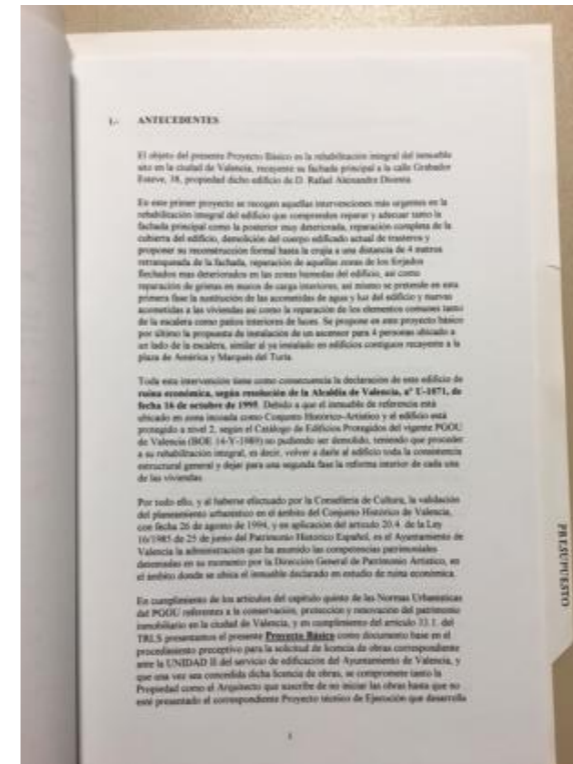 1.- ANTECEDENTES
El objeto del presente Proyecto Básico es la rehabilitación integral del inmueble
sito en la ciudad de Valencia, recayente su fachada principal a la calle Grabador
Esteve, 38, propiedad dicho edificio de D. Rafael Alexandre
En este primer proyecto se recogen aquellas intervenciones más urgentes en la
rehabilitación integral del edificio que comprenden reparar y adecuar tanto la
fachada principal como la posterior muy deteriorada, reparación completa de la
cubierta del edificio, demolición del cuerpo edificado actual de trasteros y
proponer su reconstrucción formal hasta la crujía a una distancia de 4 metros
retranqueada de la fachada, reparación de aquellas zonas de los forjados
flechados mas deteriorados en las zonas humedas del edificio, así como
reparación de grietas en muros de carga interiores, así mismo se pretende en esta
primera fase la sustitución de las acometidas de agua y luz del edificio y nuevas
acometidas a las viviendas así como la reparación de los elementos comunes tanto
de la escalera como patios interiores de luces. Se propone en este proyecto básico
por último la propuesta de instalación de un ascensor para 4 personas ubicado a
un lado de la escalera, similar al ya instalado en edificios contiguos recayente a la
plaza de América y Marqués del Turia.
Toda esta intervención tiene como consecuencia la declaración de este edificio de
ruina económica, según resolución de la Alcaldía de Valencia, nº U-1871, de
fecha 16 de octubre de 1995. Debido a que el inmueble de referencia está
ubicado en zona incoada como Conjunto Histórico-Artístico y el edificio está
protegido a nivel 2, según el Catálogo de Edificios Protegidos del vigente PGOU
de Valencia (BOE 14-Y-1989) no pudiendo ser demolido, teniendo que proceder
a su rehabilitación integral, es decir, volver a darle al edificio toda la consistencia
estructural general y dejar para una segunda fase la reforma interior de cada una
de las viviendas.
Por todo ello, y al haberse efectuado por la Conselleria de Cultura, la validación
del planeamiento urbanístico en el ámbito del Conjunto Histórico de Valencia,
con fecha 26 de agosto de 1994, y en aplicación del artículo 20.4. de la Ley
16/1985 de 25 de junio del Patrimonio Histórico Español, es el Ayuntamiento de
Valencia la administración que ha asumido las competencias patrimoniales
detentadas en su momento por la Dirección General de Patrimonio Artístico, en
el ámbito donde se ubica el inmueble declarado en estudio de ruina económica.
En cumplimiento de los artículos del capítulo quinto de las Normas Urbanísticas
del PGOU referentes a la conservación, protección y renovación del patrimonio
inmobiliario en la ciudad de Valencia, y en cumplimiento del artículo 33.1. del
TRLS presentamos el presente Proyecto Básico como documento base en el
procedimiento preceptivo para la solicitud de licencia de obras correspondiente
ante la UNIDAD II del servicio de edificación del Ayuntamiento de Valencia, y
que una vez sea concedida dicha licencia de obras, se compromete tanto la
Propiedad como el Arquitecto que suscribe de no iniciar las obras hasta que no
esté presentado el correspondiente Proyecto técnico de Ejecución que desarrolla
PRESUPUESTO